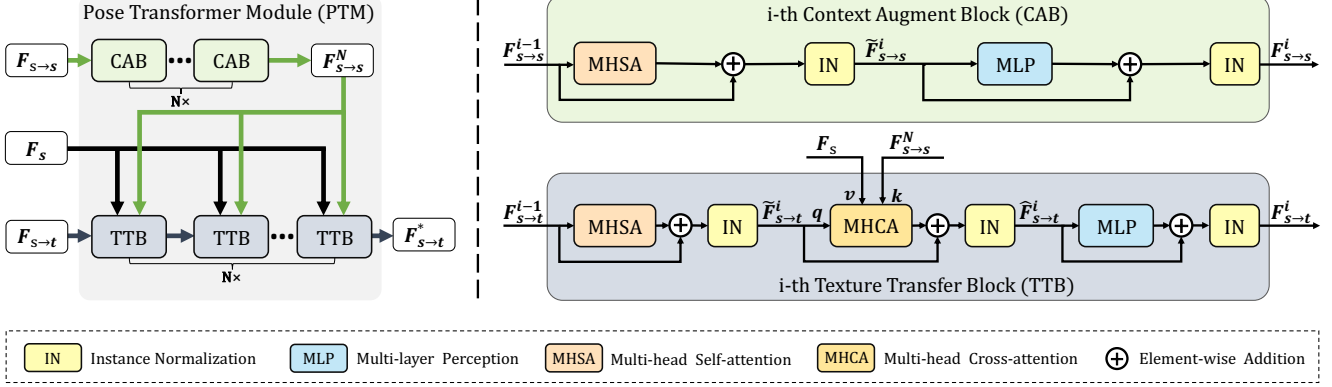 Pose Transformer Module (PTM)
F_{s→s}
CAB
CAB
F^N_{s→s}
N×
F_s
F_{s→t}
TTB
TTB
TTB
F^*_{s→t}
N×
i-th Context Augment Block (CAB)
F^{i-1}_{s→s}
MHSA
IN
F̃^i_{s→s}
MLP
IN
F^i_{s→s}
F_s
F^N_{s→s}
v
k
F^{i-1}_{s→t}
MHSA
IN
F̃^i_{s→t}
q
MHCA
IN
F̂^i_{s→t}
MLP
IN
F^i_{s→t}
i-th Texture Transfer Block (TTB)
IN Instance Normalization
MLP Multi-layer Perception
MHSA Multi-head Self-attention
MHCA Multi-head Cross-attention
Element-wise Addition